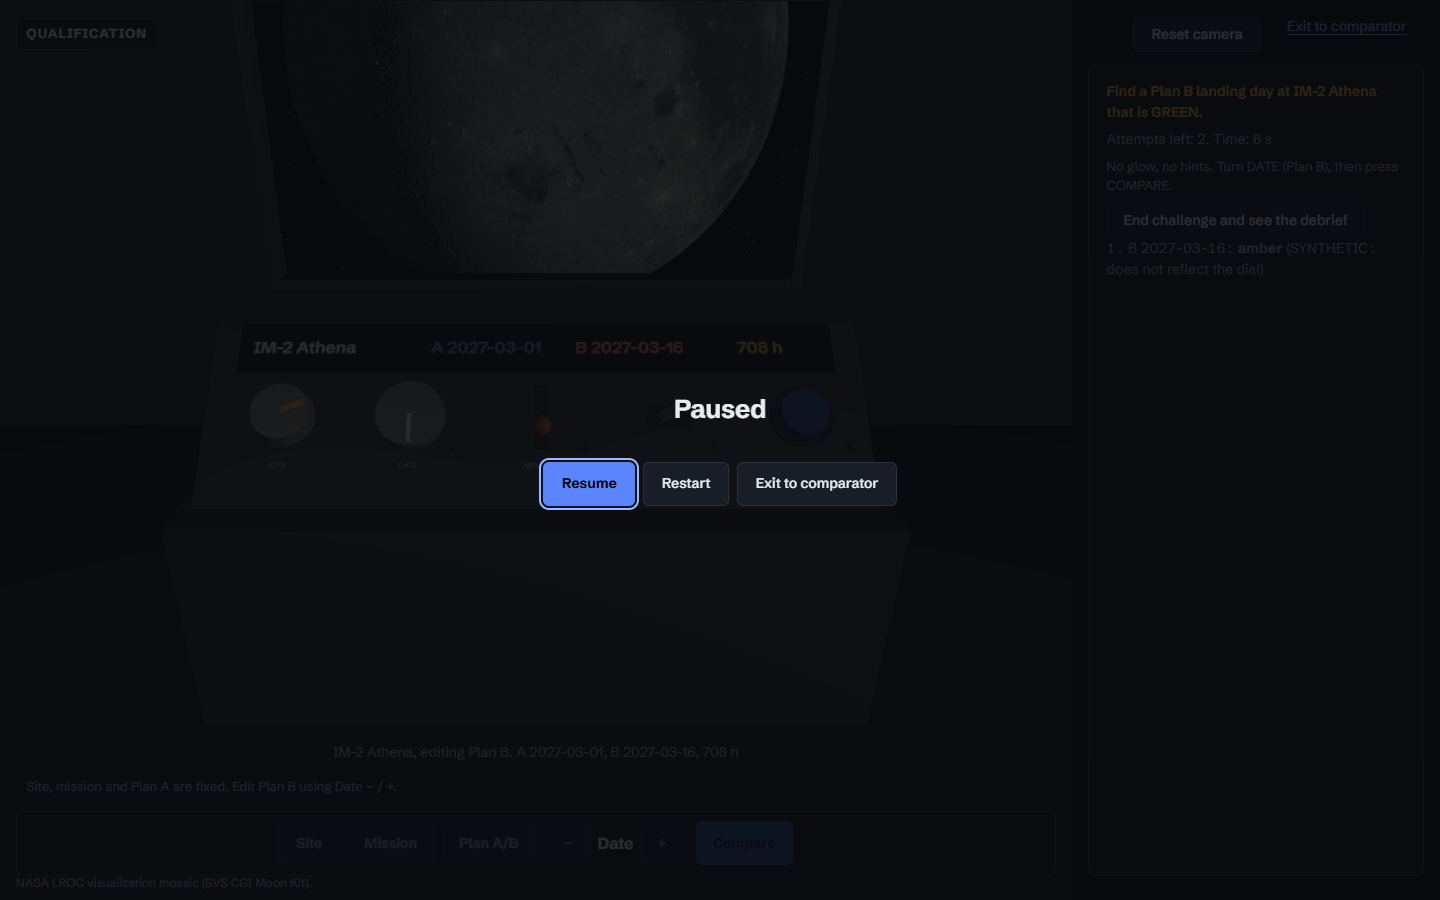 QUALIFICATION
Reset camera
Exit to comparator
Find a Plan B landing day at IM-2 Athena
that is GREEN.
Attempts left: 2. Time: 6 s
No glow, no hints. Turn DATE (Plan B), then press
COMPARE.
End challenge and see the debrief
1. B 2027-03-16: amber (SYNTHETIC:
does not reflect the dial)
IM-2 Athena A 2027-03-01 B 2027-03-16 708 h
Paused
SITE DATE
Resume Restart Exit to comparator
IM-2 Athena, editing Plan B. A 2027-03-01, B 2027-03-16, 708 h
Site, mission and Plan A are fixed. Edit Plan B using Date − / +.
Site Mission Plan A/B − Date + Compare
NASA LROC visualization mosaic (SVS CGI Moon Kit).